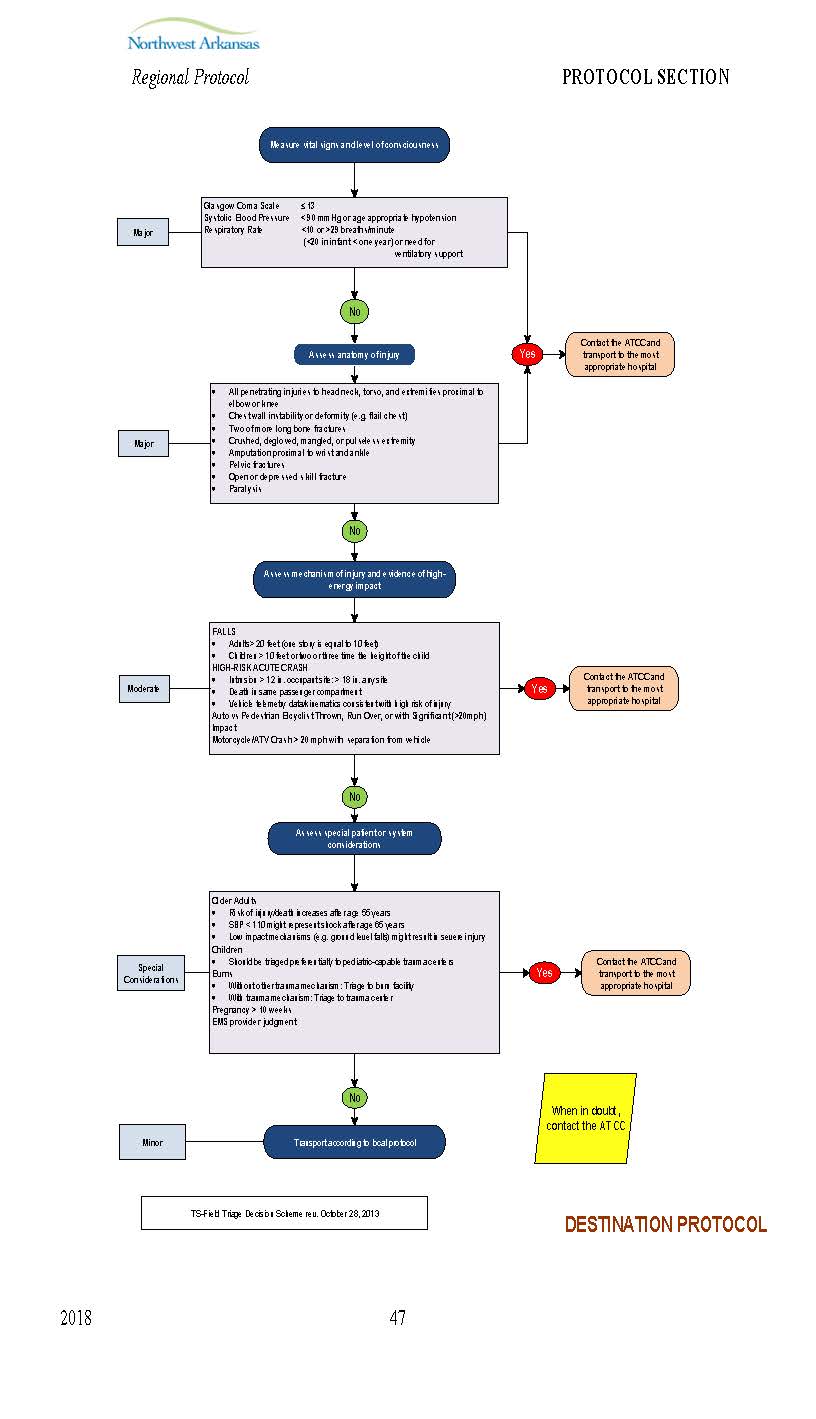 Northwest Arkansas
Regional Protocol
PROTOCOL SECTION
Measure vital signs and level of consciousness
Major
Glasgow Coma Scale ≤ 13
Systolic Blood Pressure <90 mmHg or age appropriate hypotension
Respiratory Rate <10 or >29 breaths/minute
(<20 in infant < one year) or need for
ventilatory support
No
Assess anatomy of injury
Yes
Contact the ATCC and
transport to the most
appropriate hospital
Major
• All penetrating injuries to head neck, torso, and extremities proximal to
elbow or knee
• Chest wall instability or deformity (e.g. flail chest)
• Two of more long bone fractures
• Crushed, degloved, mangled, or pulseless extremity
• Amputation proximal to wrist and ankle
• Pelvic fractures
• Open or depressed skill fracture
• Paralysis
No
Assess mechanism of injury and evidence of high-
energy impact
Moderate
FALLS
• Adults> 20 feet (one story is equal to 10 feet)
• Children > 10 feet or two or three time the height of the child
HIGH-RISK ACUTE CRASH
• Intrusion > 12 in. occupant site: > 18 in. any site
• Death in same passenger compartment
• Vehicle telemetry data/kinematics consistent with high risk of injury
Auto vs Pedestrian Bicyclist Thrown, Run Over, or with Significant (>20mph)
Impact
Motorcycle/ATV Crash > 20 mph with separation from vehicle
Yes
Contact the ATCC and
transport to the most
appropriate hospital
No
Assess special patient or system
considerations
Special
Considerations
Older Adults
• Risk of injury/death increases after age 55 years
• SBP < 110 might represent shock after age 65 years
• Low impact mechanisms (e.g. ground level falls) might result in severe injury
Children
• Should be triaged preferentially to pediatric-capable trauma centers
Burns
• Without other trauma mechanism: Triage to burn facility
• With trauma mechanism: Triage to trauma center
Pregnancy > 10 weeks
EMS provider judgment
Yes
Contact the ATCC and
transport to the most
appropriate hospital
No
When in doubt,
contact the ATCC
Minor
Transport according to local protocol
TS-Field Triage Decision Scheme rev. October 28, 2013
DESTINATION PROTOCOL
2018
47